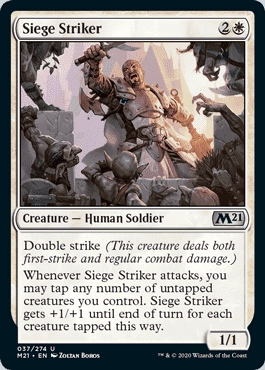 Siege Striker 2
Creature — Human Soldier M21
Double strike (This creature deals both
first-strike and regular combat damage.)
Whenever Siege Striker attacks, you
may tap any number of untapped
creatures you control. Siege Striker
gets +1/+1 until end of turn for each
creature tapped this way.
1/1
037/274 U
M21 • EN Zoltan Boros ™ & © 2020 Wizards of the Coast